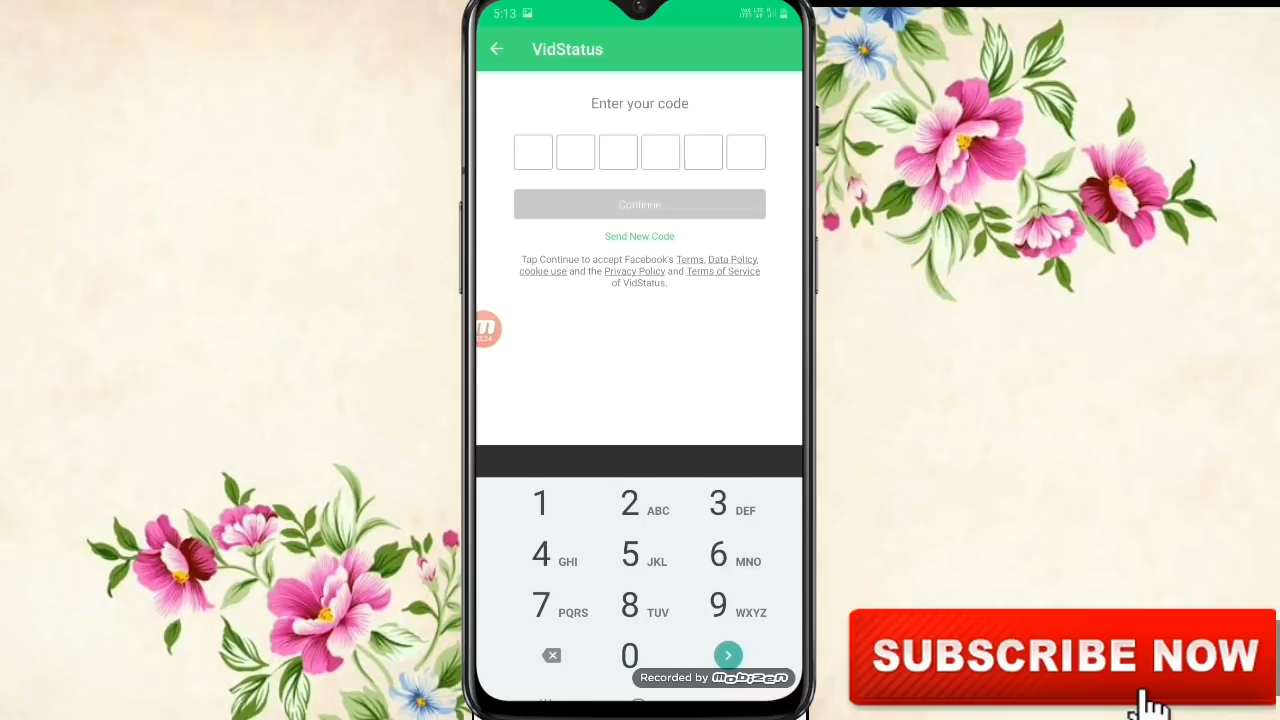 5:13
VidStatus
Enter your code
Continue
Send New Code
Tap Continue to accept Facebook's Terms, Data Policy,
cookie use and the Privacy Policy and Terms of Service
of VidStatus.
1
2 ABC
3 DEF
4 GHI
5 JKL
6 MNO
7 PQRS
8 TUV
9 WXYZ
0
Recorded by mobizen
SUBSCRIBE NOW